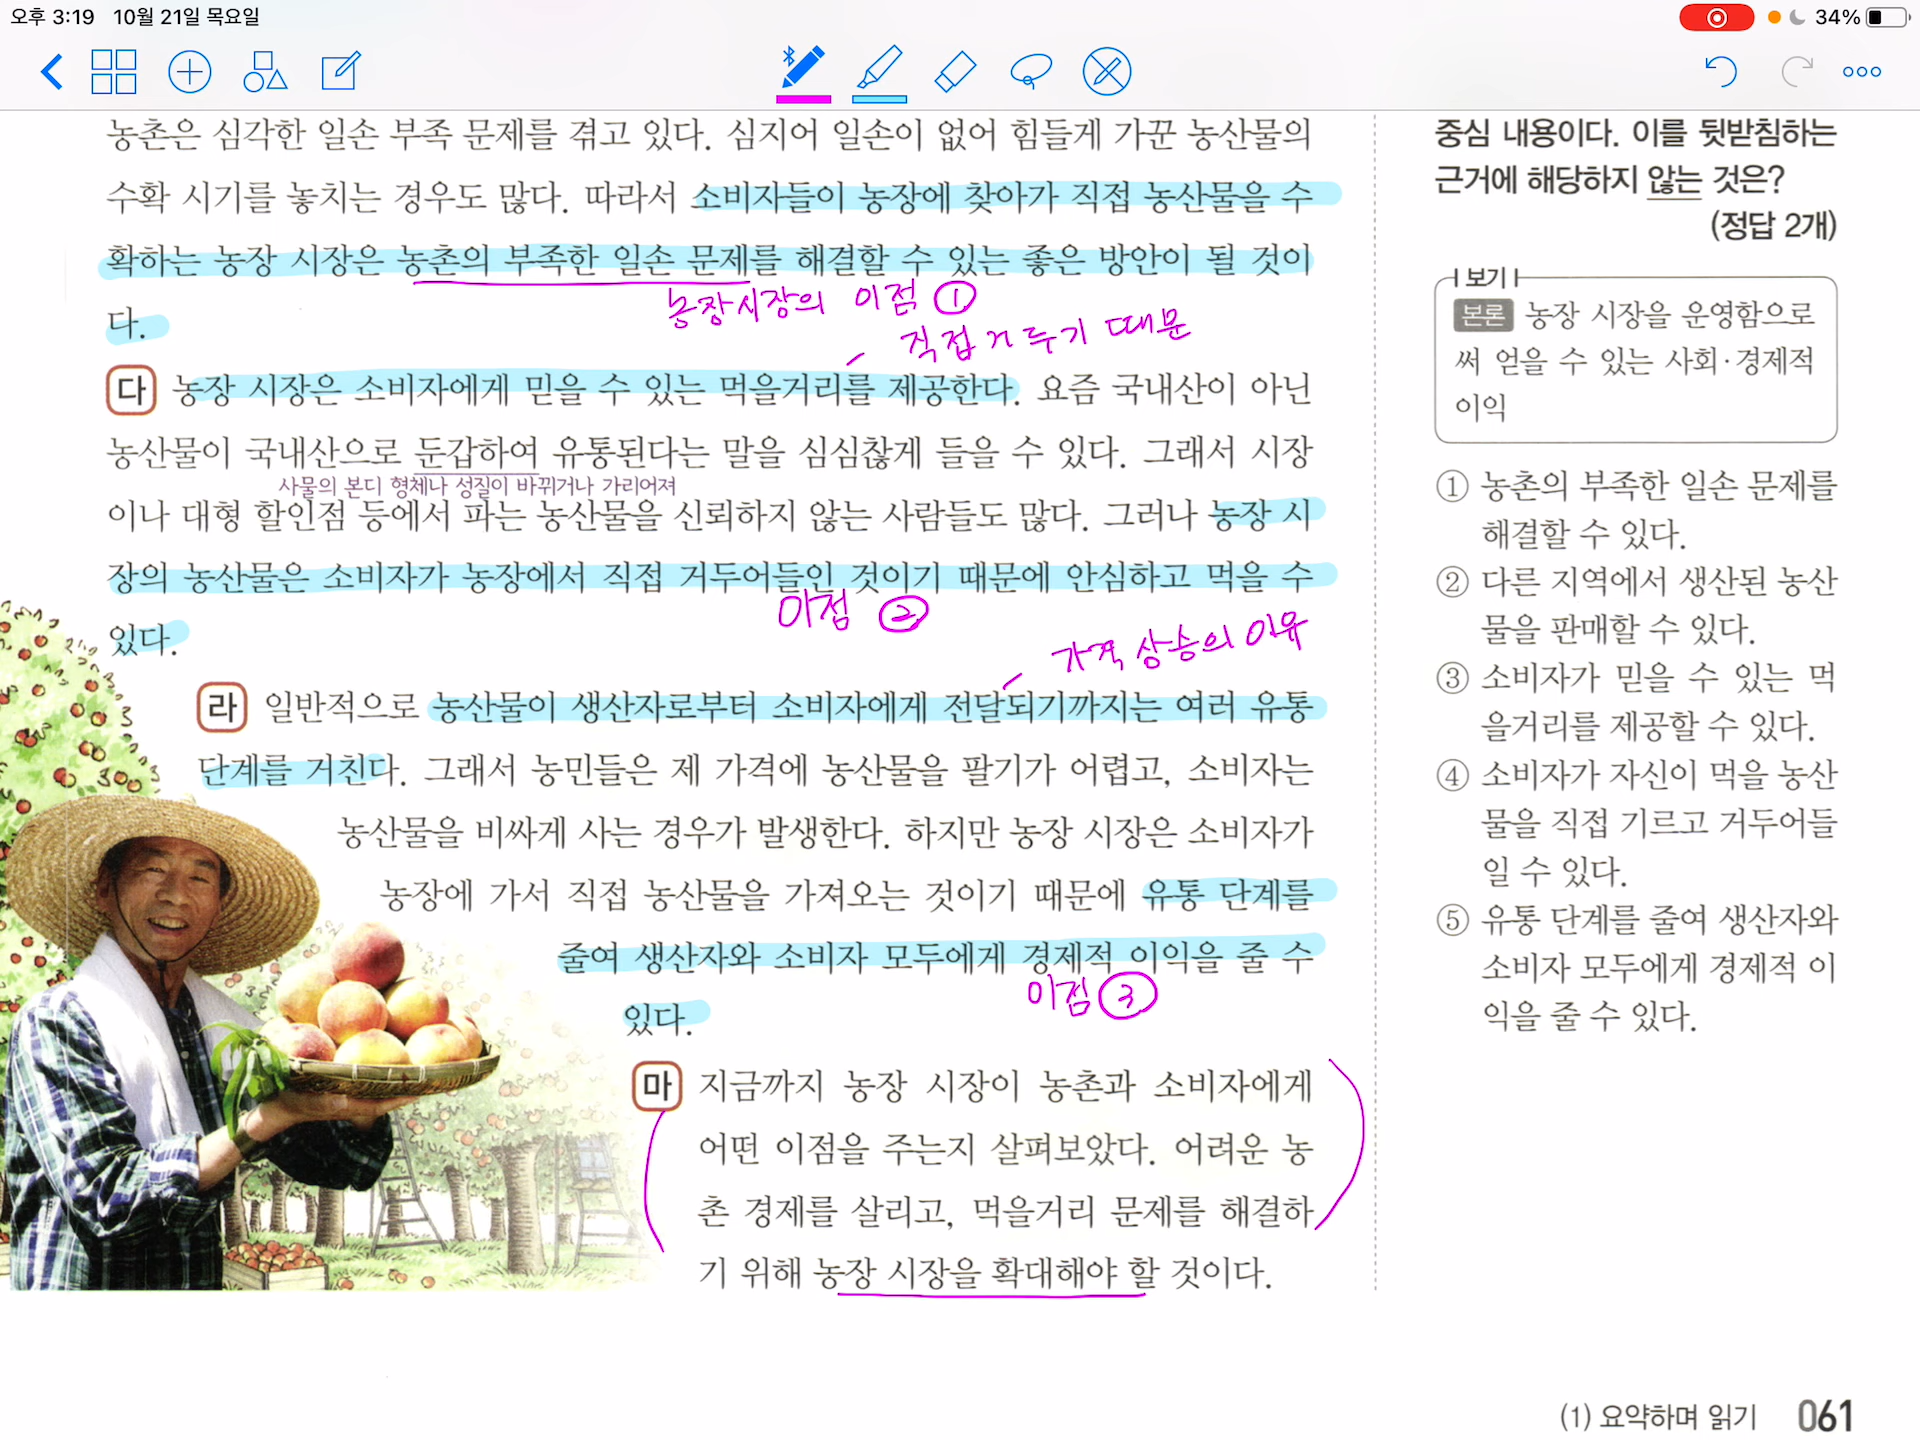 오후 3:19 10월 21일 목요일
34%
농촌은 심각한 일손 부족 문제를 겪고 있다. 심지어 일손이 없어 힘들게 가꾼 농산물의
수확 시기를 놓치는 경우도 많다. 따라서 소비자들이 농장에 찾아가 직접 농산물을 수
확하는 농장 시장은 농촌의 부족한 일손 문제를 해결할 수 있는 좋은 방안이 될 것이
농장시장의 이점 ①
다.
직접 거두기 때문
다 농장 시장은 소비자에게 믿을 수 있는 먹을거리를 제공한다. 요즘 국내산이 아닌
농산물이 국내산으로 둔갑하여 유통된다는 말을 심심찮게 들을 수 있다. 그래서 시장
사물의 본디 형체나 성질이 바뀌거나 가리어져
이나 대형 할인점 등에서 파는 농산물을 신뢰하지 않는 사람들도 많다. 그러나 농장 시
장의 농산물은 소비자가 농장에서 직접 거두어들인 것이기 때문에 안심하고 먹을 수
이점 ②
있다.
가격 상승의 이유
라 일반적으로 농산물이 생산자로부터 소비자에게 전달되기까지는 여러 유통
단계를 거친다. 그래서 농민들은 제 가격에 농산물을 팔기가 어렵고, 소비자는
농산물을 비싸게 사는 경우가 발생한다. 하지만 농장 시장은 소비자가
농장에 가서 직접 농산물을 가져오는 것이기 때문에 유통 단계를
줄여 생산자와 소비자 모두에게 경제적 이익을 줄 수
이점 ③
있다.
마 지금까지 농장 시장이 농촌과 소비자에게
어떤 이점을 주는지 살펴보았다. 어려운 농
촌 경제를 살리고, 먹을거리 문제를 해결하
기 위해 농장 시장을 확대해야 할 것이다.
중심 내용이다. 이를 뒷받침하는
근거에 해당하지 않는 것은?
(정답 2개)
보기
본론 농장 시장을 운영함으로
써 얻을 수 있는 사회·경제적
이익
① 농촌의 부족한 일손 문제를
해결할 수 있다.
② 다른 지역에서 생산된 농산
물을 판매할 수 있다.
③ 소비자가 믿을 수 있는 먹
을거리를 제공할 수 있다.
④ 소비자가 자신이 먹을 농산
물을 직접 기르고 거두어들
일 수 있다.
⑤ 유통 단계를 줄여 생산자와
소비자 모두에게 경제적 이
익을 줄 수 있다.
(1) 요약하며 읽기 061